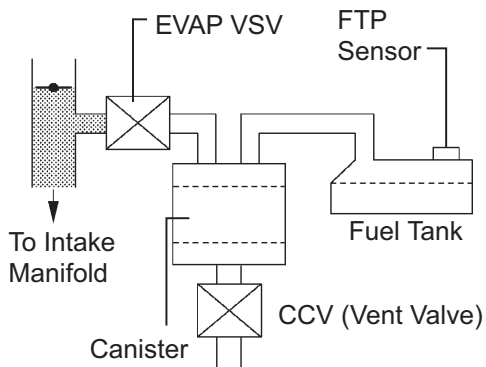 EVAP VSV
FTP
Sensor
To Intake
Manifold
Fuel Tank
CCV (Vent Valve)
Canister